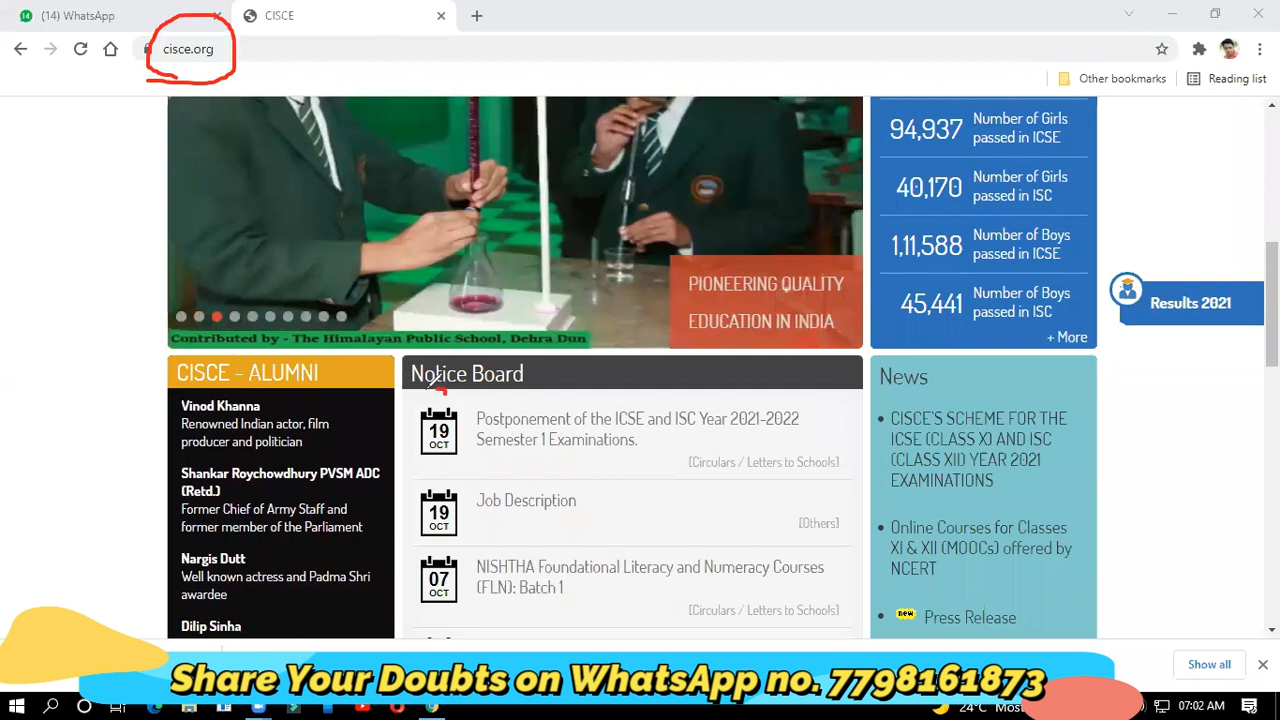 (14) WhatsApp
CISCE
cisce.org
Other bookmarks
Reading list
94,937 Number of Girls
passed in ICSE
40,170 Number of Girls
passed in ISC
1,11,588 Number of Boys
passed in ICSE
45,441 Number of Boys
passed in ISC
+ More
PIONEERING QUALITY
EDUCATION IN INDIA
Contributed by - The Himalayan Public School, Dehra Dun
Results 2021
CISCE - ALUMNI
Vinod Khanna
Renowned Indian actor, film
producer and politician
Shankar Roychowdhury PVSM ADC
(Retd.)
Former Chief of Army Staff and
former member of the Parliament
Nargis Dutt
Well known actress and Padma Shri
awardee
Dilip Sinha
Notice Board
19
OCT
Postponement of the ICSE and ISC Year 2021-2022
Semester 1 Examinations.
[Circulars / Letters to Schools]
19
OCT
Job Description
[Others]
07
OCT
NISHTHA Foundational Literacy and Numeracy Courses
(FLN): Batch 1
[Circulars / Letters to Schools]
News
CISCE'S SCHEME FOR THE
ICSE (CLASS X) AND ISC
(CLASS XII) YEAR 2021
EXAMINATIONS
Online Courses for Classes
XI & XII (MOOCs) offered by
NCERT
new Press Release
Show all
Share Your Doubts on WhatsApp no. 7798161873
24°C
07:02 AM